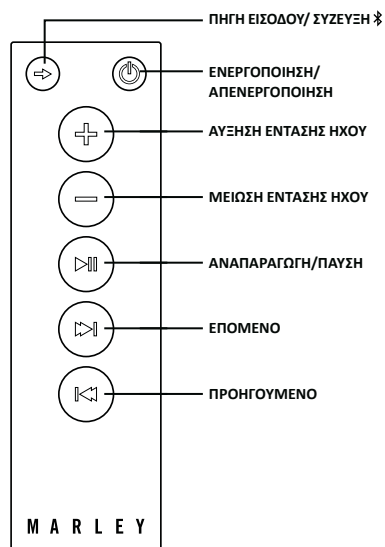 ΠΗΓΗ ΕΙΣΟΔΟΥ/ ΣΥΖΕΥΞΗ
ΕΝΕΡΓΟΠΟΙΗΣΗ/
ΑΠΕΝΕΡΓΟΠΟΙΗΣΗ
ΑΥΞΗΣΗ ΕΝΤΑΣΗΣ ΗΧΟΥ
ΜΕΙΩΣΗ ΕΝΤΑΣΗΣ ΗΧΟΥ
ΑΝΑΠΑΡΑΓΩΓΗ/ΠΑΥΣΗ
ΕΠΟΜΕΝΟ
ΠΡΟΗΓΟΥΜΕΝΟ
MARLEY